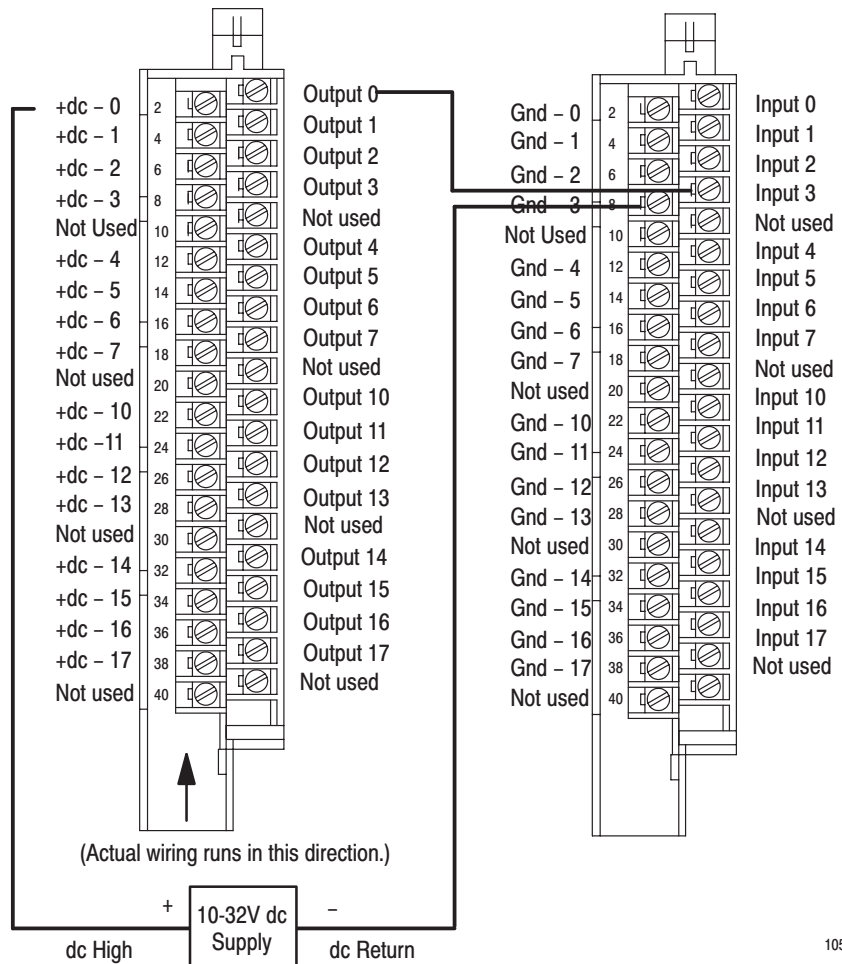 +dc – 0 2 Output 0
+dc – 1 4 Output 1
+dc – 2 6 Output 2
+dc – 3 8 Output 3
Not Used 10 Not used
+dc – 4 12 Output 4
+dc – 5 14 Output 5
+dc – 6 16 Output 6
+dc – 7 18 Output 7
Not used 20 Not used
+dc – 10 22 Output 10
+dc –11 24 Output 11
+dc – 12 26 Output 12
+dc – 13 28 Output 13
Not used 30 Not used
+dc – 14 32 Output 14
+dc – 15 34 Output 15
+dc – 16 36 Output 16
+dc – 17 38 Output 17
Not used 40 Not used
Gnd – 0 2 Input 0
Gnd – 1 4 Input 1
Gnd – 2 6 Input 2
Gnd – 3 8 Input 3
Not Used 10 Not used
Gnd – 4 12 Input 4
Gnd – 5 14 Input 5
Gnd – 6 16 Input 6
Gnd – 7 18 Input 7
Not used 20 Not used
Gnd – 10 22 Input 10
Gnd – 11 24 Input 11
Gnd – 12 26 Input 12
Gnd – 13 28 Input 13
Not used 30 Not used
Gnd – 14 32 Input 14
Gnd – 15 34 Input 15
Gnd – 16 36 Input 16
Gnd – 17 38 Input 17
Not used 40 Not used
(Actual wiring runs in this direction.)
+ 10-32V dc –
Supply
dc High dc Return
105